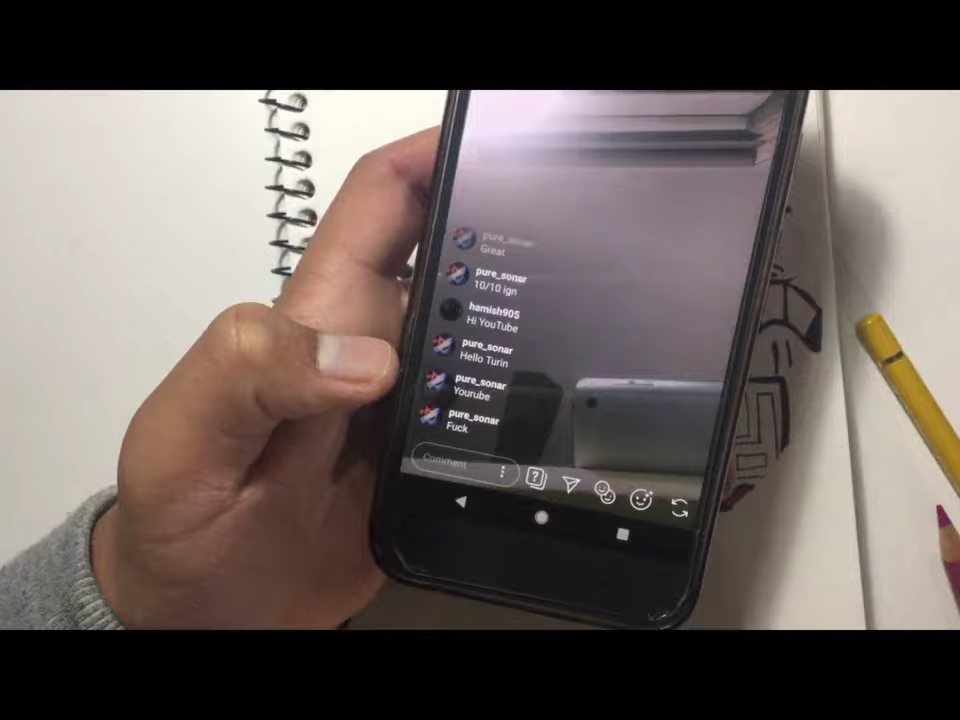 pure_sonar
Great
pure_sonar
10/10 ign
hamish905
Hi YouTube
pure_sonar
Hello Turin
pure_sonar
Yourube
pure_sonar
Fuck
Comment
?